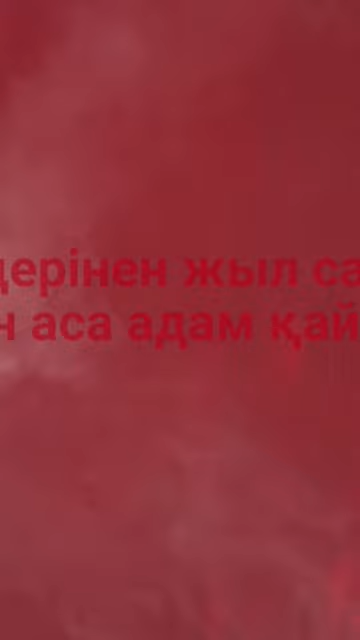 дерінен жыл са
н аса адам қай